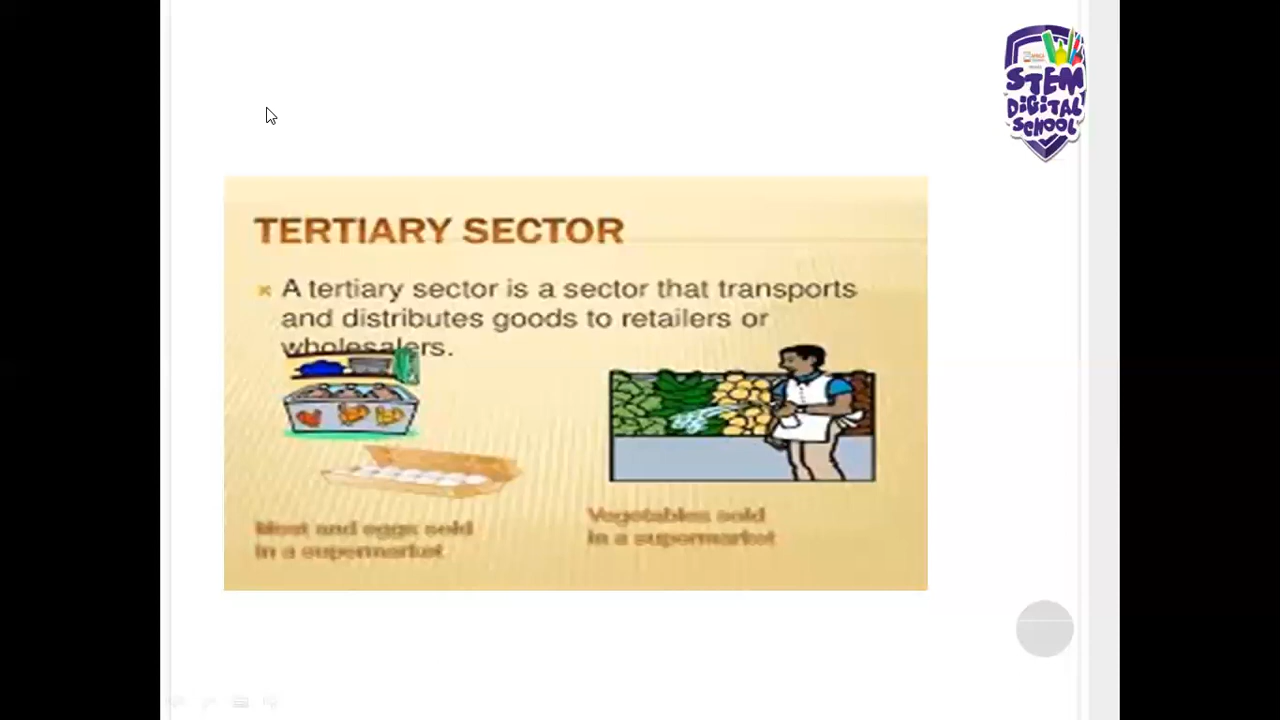 STEM
DIGITAL
SCHOOL
TERTIARY SECTOR
A tertiary sector is a sector that transports
and distributes goods to retailers or
wholesalers.
Meat and eggs sold
in a supermarket
Vegetables sold
in a supermarket